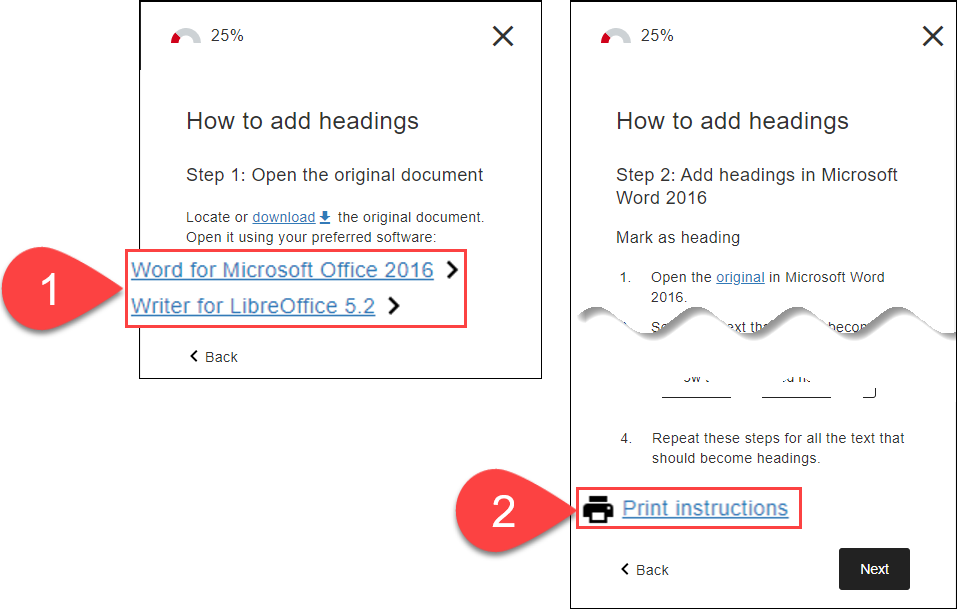 25%
How to add headings
Step 1: Open the original document
Locate or download the original document.
Open it using your preferred software:
1
Word for Microsoft Office 2016
Writer for LibreOffice 5.2
Back
25%
How to add headings
Step 2: Add headings in Microsoft
Word 2016
Mark as heading
1. Open the original in Microsoft Word
2016.
4. Repeat these steps for all the text that
should become headings.
2
Print instructions
Back
Next